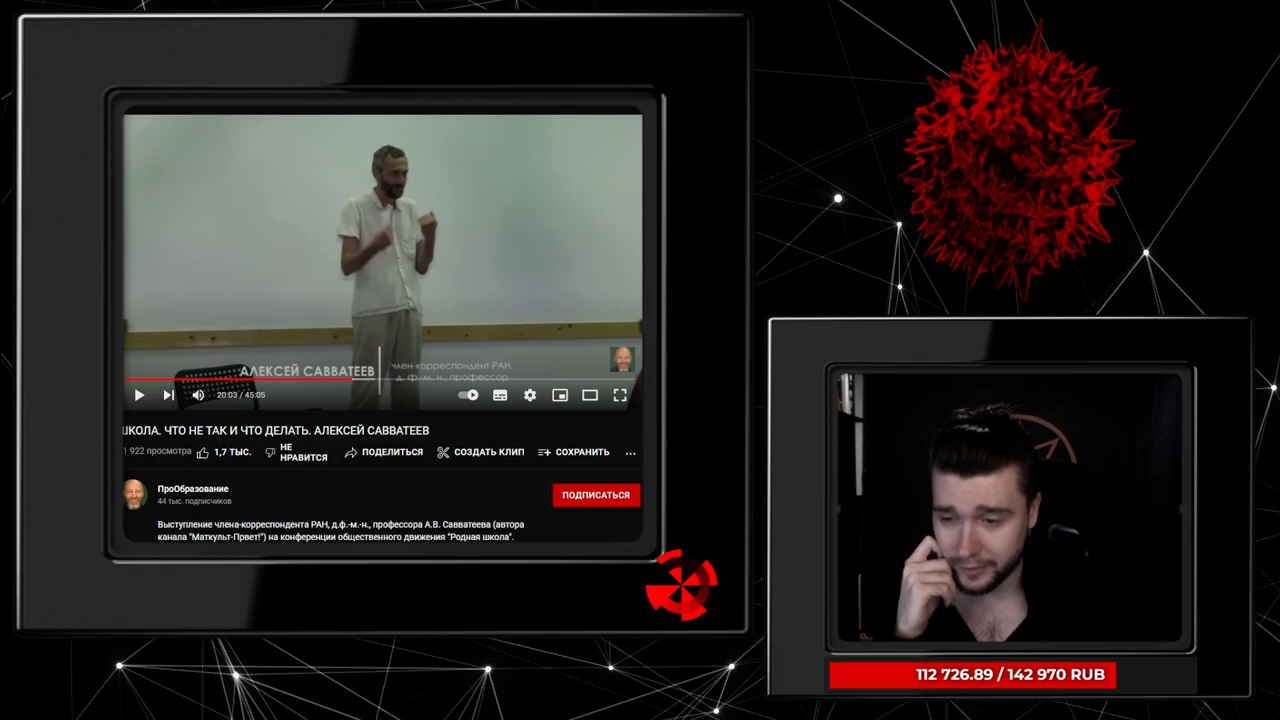 АЛЕКСЕЙ САВВАТЕЕВ
член-корреспондент РАН,
д. ф.-м. н., профессор
20:03 / 45:05
ШКОЛА. ЧТО НЕ ТАК И ЧТО ДЕЛАТЬ. АЛЕКСЕЙ САВВАТЕЕВ
1 922 просмотра 1,7 ТЫС. НЕ НРАВИТСЯ ПОДЕЛИТЬСЯ СОЗДАТЬ КЛИП СОХРАНИТЬ ...
ПроОбразование
44 тыс. подписчиков
ПОДПИСАТЬСЯ
Выступление члена-корреспондента РАН, д.ф.-м.-н., профессора А.В. Савватеева (автора
канала "Маткульт-Првет!") на конференции общественного движения "Родная школа".
112 726.89 / 142 970 RUB